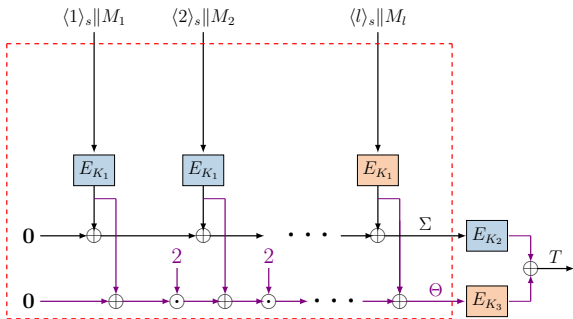 ⟨1⟩ₛ‖M₁ ⟨2⟩ₛ‖M₂ ⟨l⟩ₛ‖Mₗ
E_{K₁} E_{K₁} E_{K₁}
0 · · · Σ E_{K₂}
2 2 T
0 · · · Θ E_{K₃}